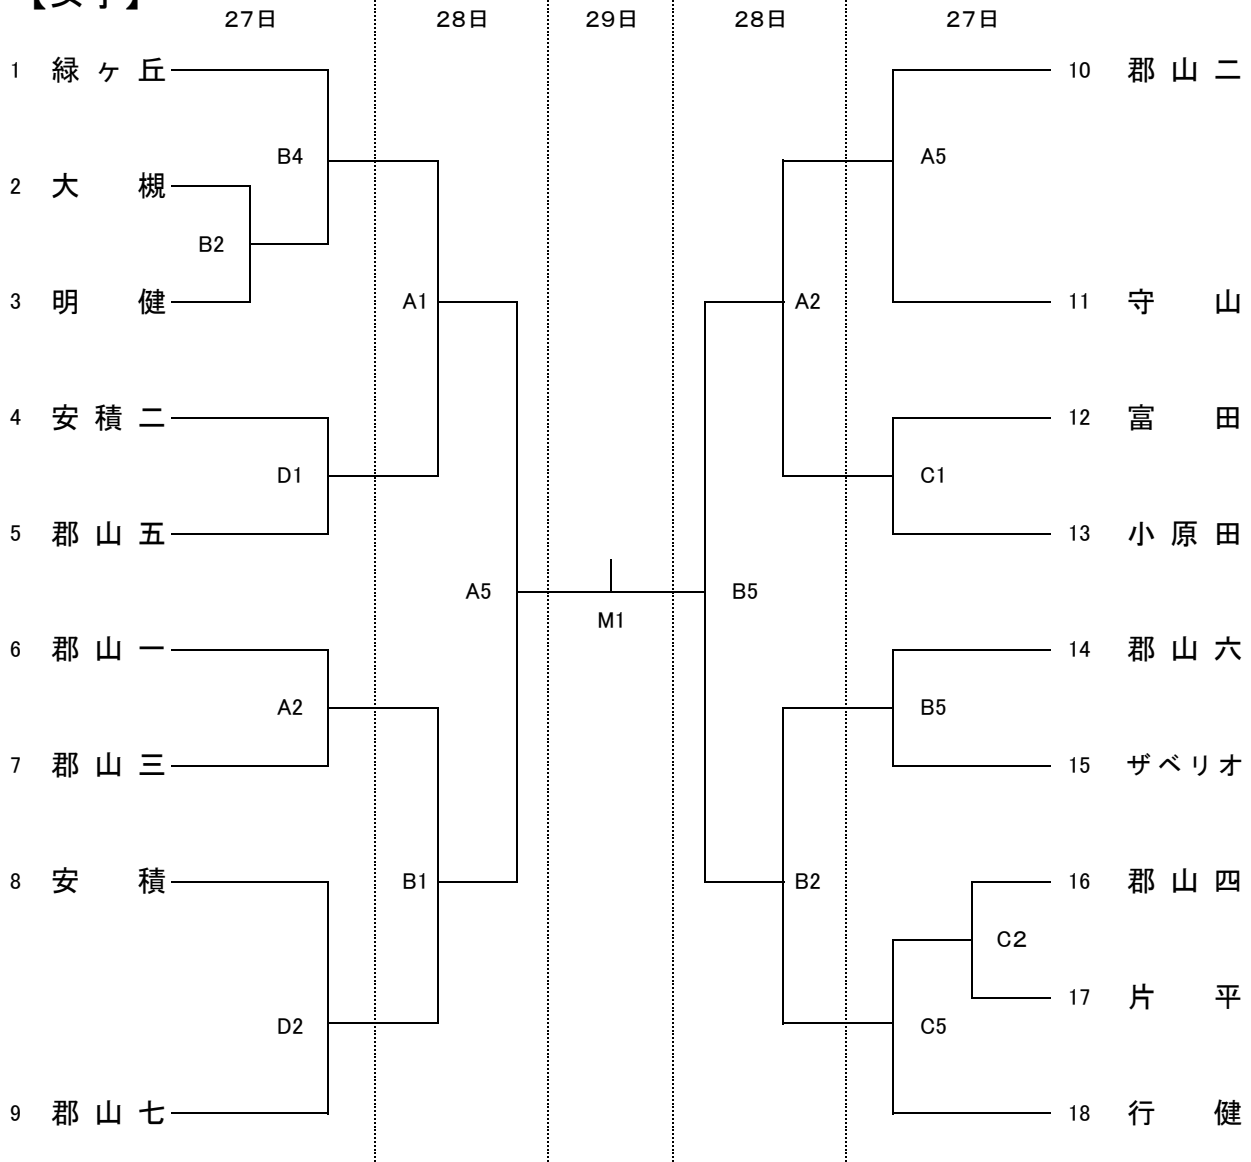 27日 28日 29日 28日 27日
1 緑ヶ丘
10 郡山二
B4
A5
2 大槻
B2
3 明健
A1
A2
11 守山
4 安積二
12 富田
D1
C1
5 郡山五
13 小原田
A5
B5
M1
6 郡山一
14 郡山六
A2
B5
7 郡山三
15 ザベリオ
8 安積
B1
B2
16 郡山四
C2
17 片平
D2
C5
9 郡山七
18 行健